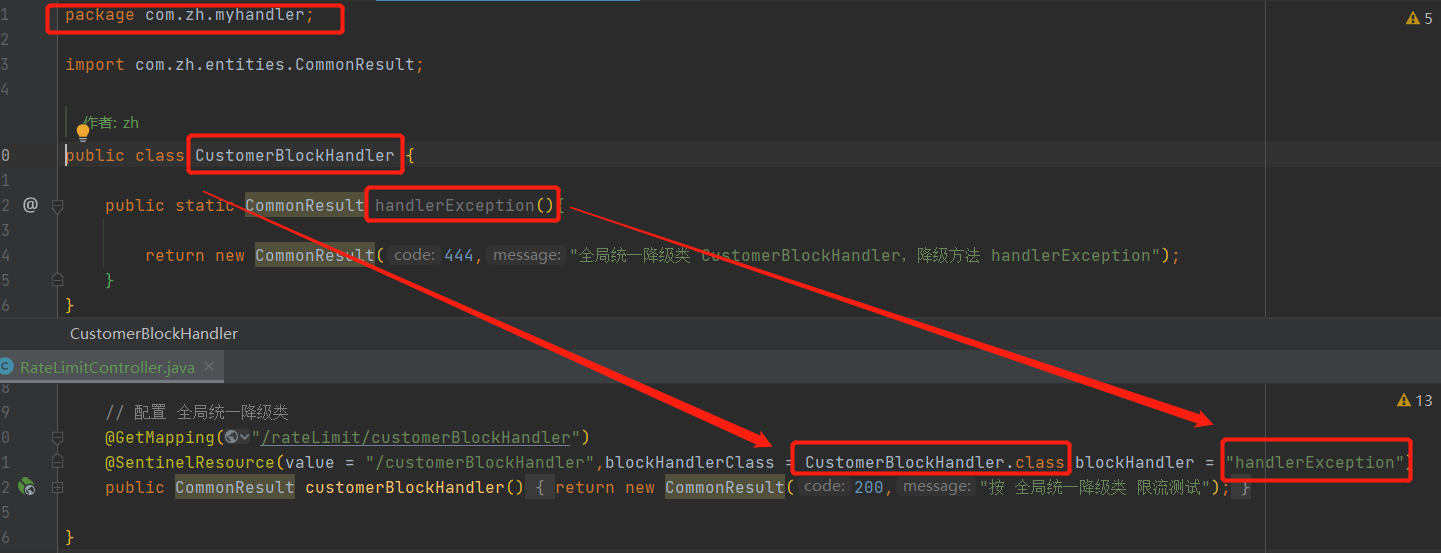 1 package com.zh.myhandler; 5
2
3 import com.zh.entities.CommonResult;
4
作者: zh
0 public class CustomerBlockHandler {
1
2 @ public static CommonResult handlerException(){
3
4 return new CommonResult( code: 444, message: "全局统一降级类 CustomerBlockHandler，降级方法 handlerException");
5 }
6 }
CustomerBlockHandler
C RateLimitController.java ×
8
9 // 配置 全局统一降级类 13
0 @GetMapping("/rateLimit/customerBlockHandler")
1 @SentinelResource(value = "/customerBlockHandler",blockHandlerClass = CustomerBlockHandler.class blockHandler = "handlerException")
2 public CommonResult customerBlockHandler() { return new CommonResult( code: 200, message: "按 全局统一降级类 限流测试"); }
5
6 }